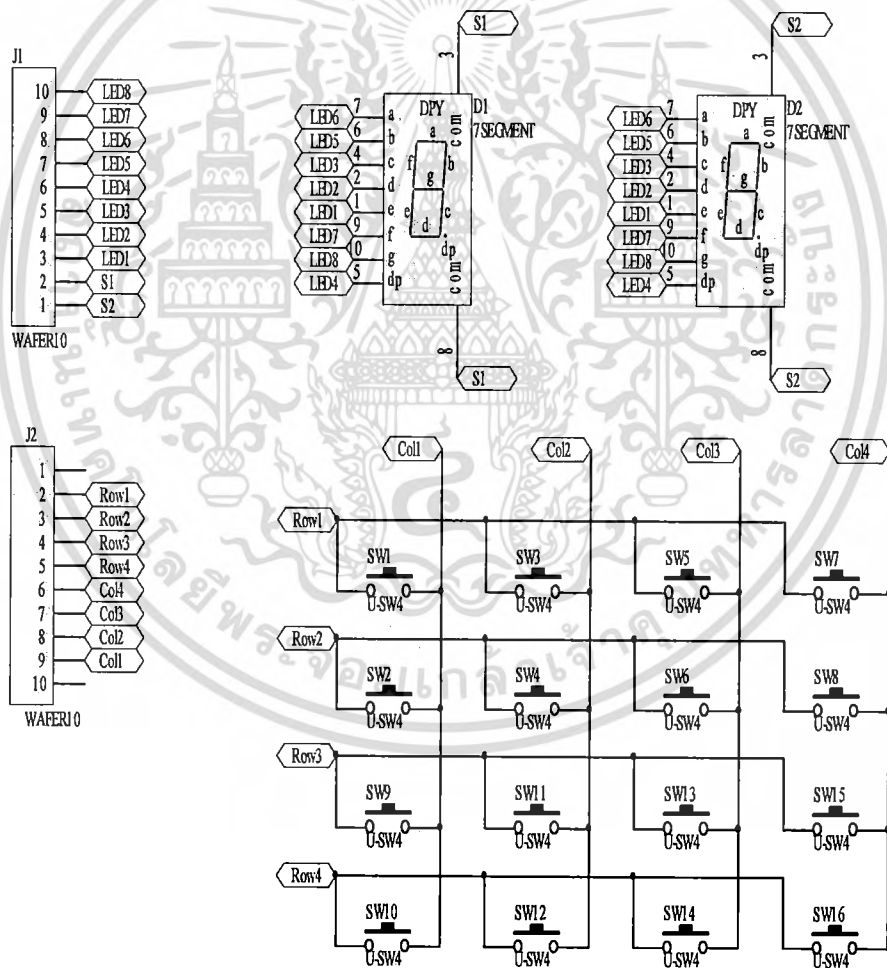 J1
10 LED8
9 LED7
8 LED6
7 LED5
6 LED4
5 LED3
4 LED2
3 LED1
2 S1
1 S2
WAFER10
S1
3
DPY
D1
7SEGMENT
com
LED6 7 a
LED5 6 b
LED3 4 c
LED2 2 d
LED1 1 e
LED7 9 f
LED8 10 g
LED4 5 dp
a
f b
g
e c
d
dp
com
8
S1
S2
3
DPY
D2
7SEGMENT
com
LED6 7 a
LED5 6 b
LED3 4 c
LED2 2 d
LED1 1 e
LED7 9 f
LED8 10 g
LED4 5 dp
a
f b
g
e c
d
dp
com
8
S2
J2
1
2 Row1
3 Row2
4 Row3
5 Row4
6 Col4
7 Col3
8 Col2
9 Col1
10
WAFER10
Col1 Col2 Col3 Col4
Row1
SW1 SW3 SW5 SW7
U-SW4 U-SW4 U-SW4 U-SW4
Row2
SW2 SW4 SW6 SW8
U-SW4 U-SW4 U-SW4 U-SW4
Row3
SW9 SW11 SW13 SW15
U-SW4 U-SW4 U-SW4 U-SW4
Row4
SW10 SW12 SW14 SW16
U-SW4 U-SW4 U-SW4 U-SW4